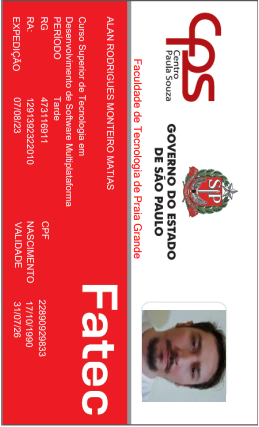 CPS
Centro
Paula Souza
GOVERNO DO ESTADO
DE SÃO PAULO
SP
Faculdade de Tecnologia de Praia Grande
ALAN RODRIGUES MONTEIRO MATIAS
Curso Superior de Tecnologia em
Desenvolvimento de Software Multiplataforma
PERÍODO Tarde
RG 473116911 CPF 22890929833
RA: 1291392322010 NASCIMENTO 17/10/1990
EXPEDIÇÃO 07/08/23 VALIDADE 31/07/26
Fatec